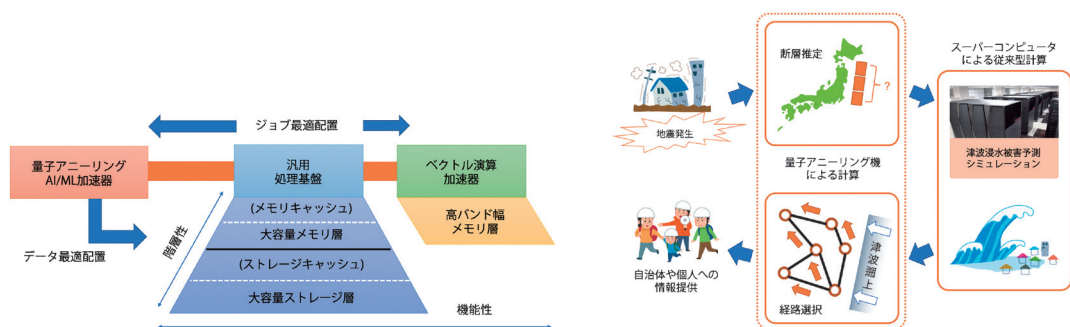 ジョブ最適配置
量子アニーリング
AI/ML加速器
汎用
処理基盤
ベクトル演算
加速器
(メモリキャッシュ)
大容量メモリ層
(ストレージキャッシュ)
大容量ストレージ層
高バンド幅
メモリ層
階層性
データ最適配置
機能性
地震発生
断層推定
?
スーパーコンピュータ
による従来型計算
津波浸水被害予測
シミュレーション
量子アニーリング機
による計算
津波遡上
経路選択
自治体や個人への
情報提供